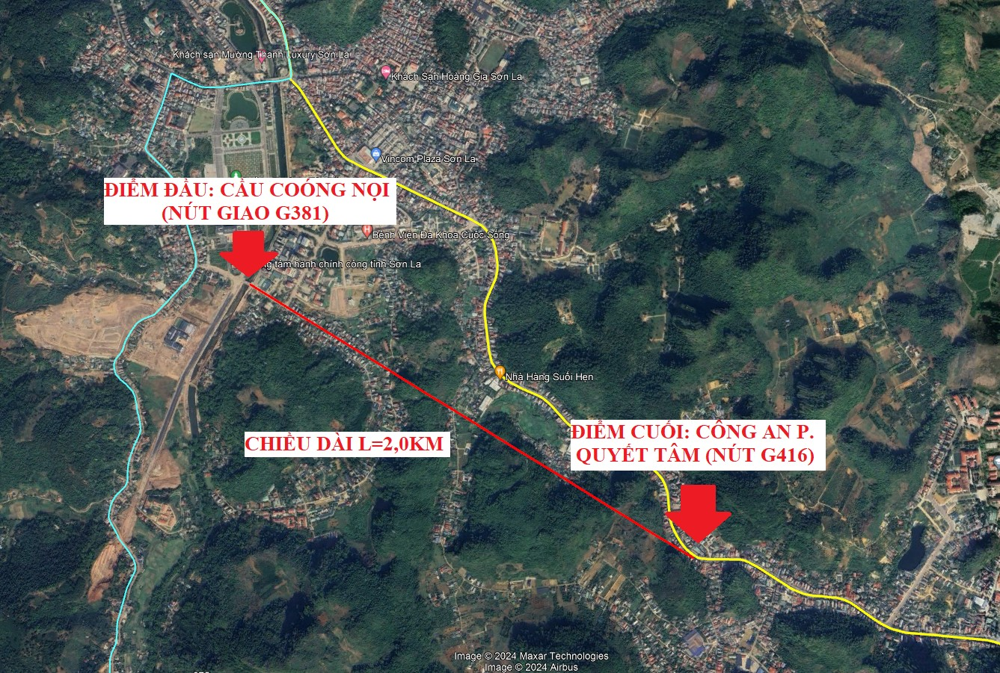 Khách sạn Mường Thanh Luxury Sơn La
Khách Sạn Hoàng Gia Sơn La
Vincom Plaza Sơn La
ĐIỂM ĐẦU: CẦU COÓNG NỌI
(NÚT GIAO G381)
Bệnh Viện Đa Khoa Cuộc Sống
tâm hành chính công tỉnh Sơn La
Nhà Hàng Suối Hẹn
CHIỀU DÀI L=2,0KM
ĐIỂM CUỐI: CÔNG AN P.
QUYẾT TÂM (NÚT G416)
Image © 2024 Maxar Technologies
Image © 2024 Airbus